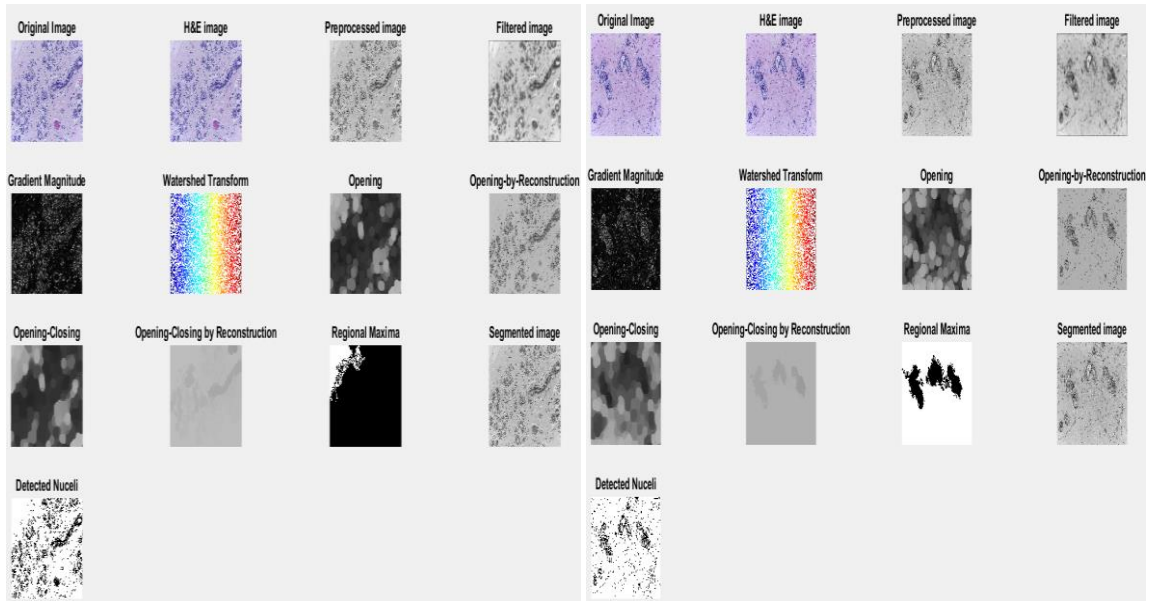 Original Image H&E image Preprocessed image Filtered image
Gradient Magnitude Watershed Transform Opening Opening-by-Reconstruction
Opening-Closing Opening-Closing by Reconstruction Regional Maxima Segmented image
Detected Nuceli
Original Image H&E image Preprocessed image Filtered image
Gradient Magnitude Watershed Transform Opening Opening-by-Reconstruction
Opening-Closing Opening-Closing by Reconstruction Regional Maxima Segmented image
Detected Nuceli